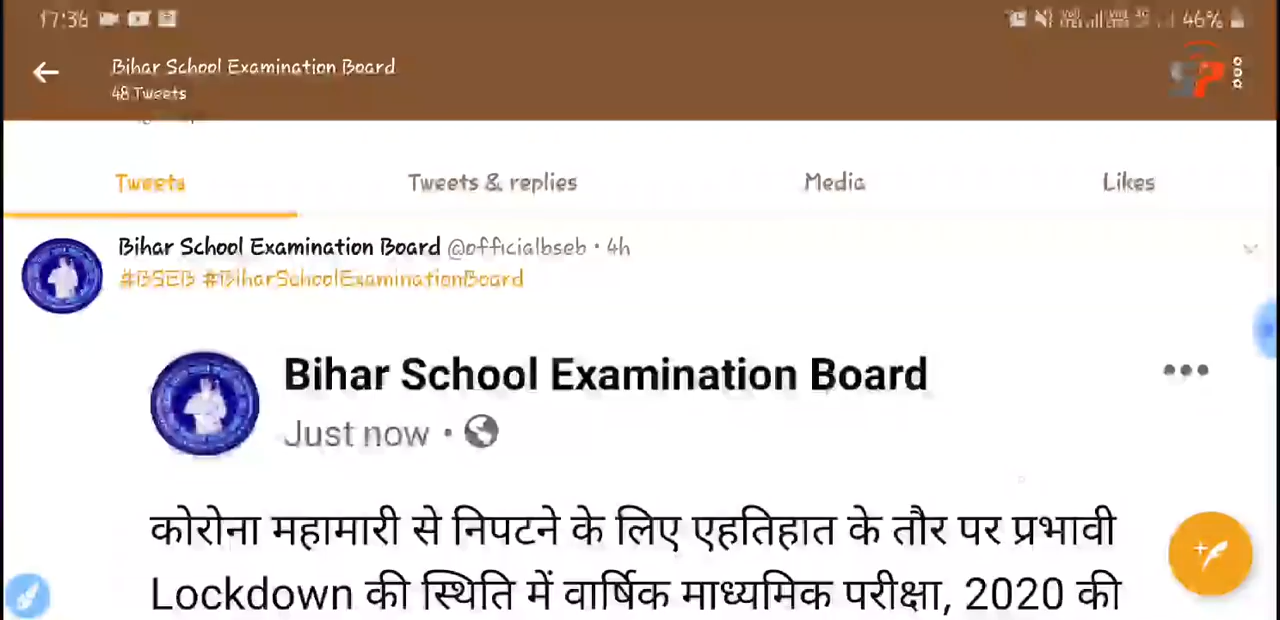 17:36
46%
Bihar School Examination Board
48 Tweets
Tweets
Tweets & replies
Media
Likes
Bihar School Examination Board @officialbseb · 4h
#BSEB #BiharSchoolExaminationBoard
Bihar School Examination Board
Just now ·
कोरोना महामारी से निपटने के लिए एहतिहात के तौर पर प्रभावी
Lockdown की स्थिति में वार्षिक माध्यमिक परीक्षा, 2020 की